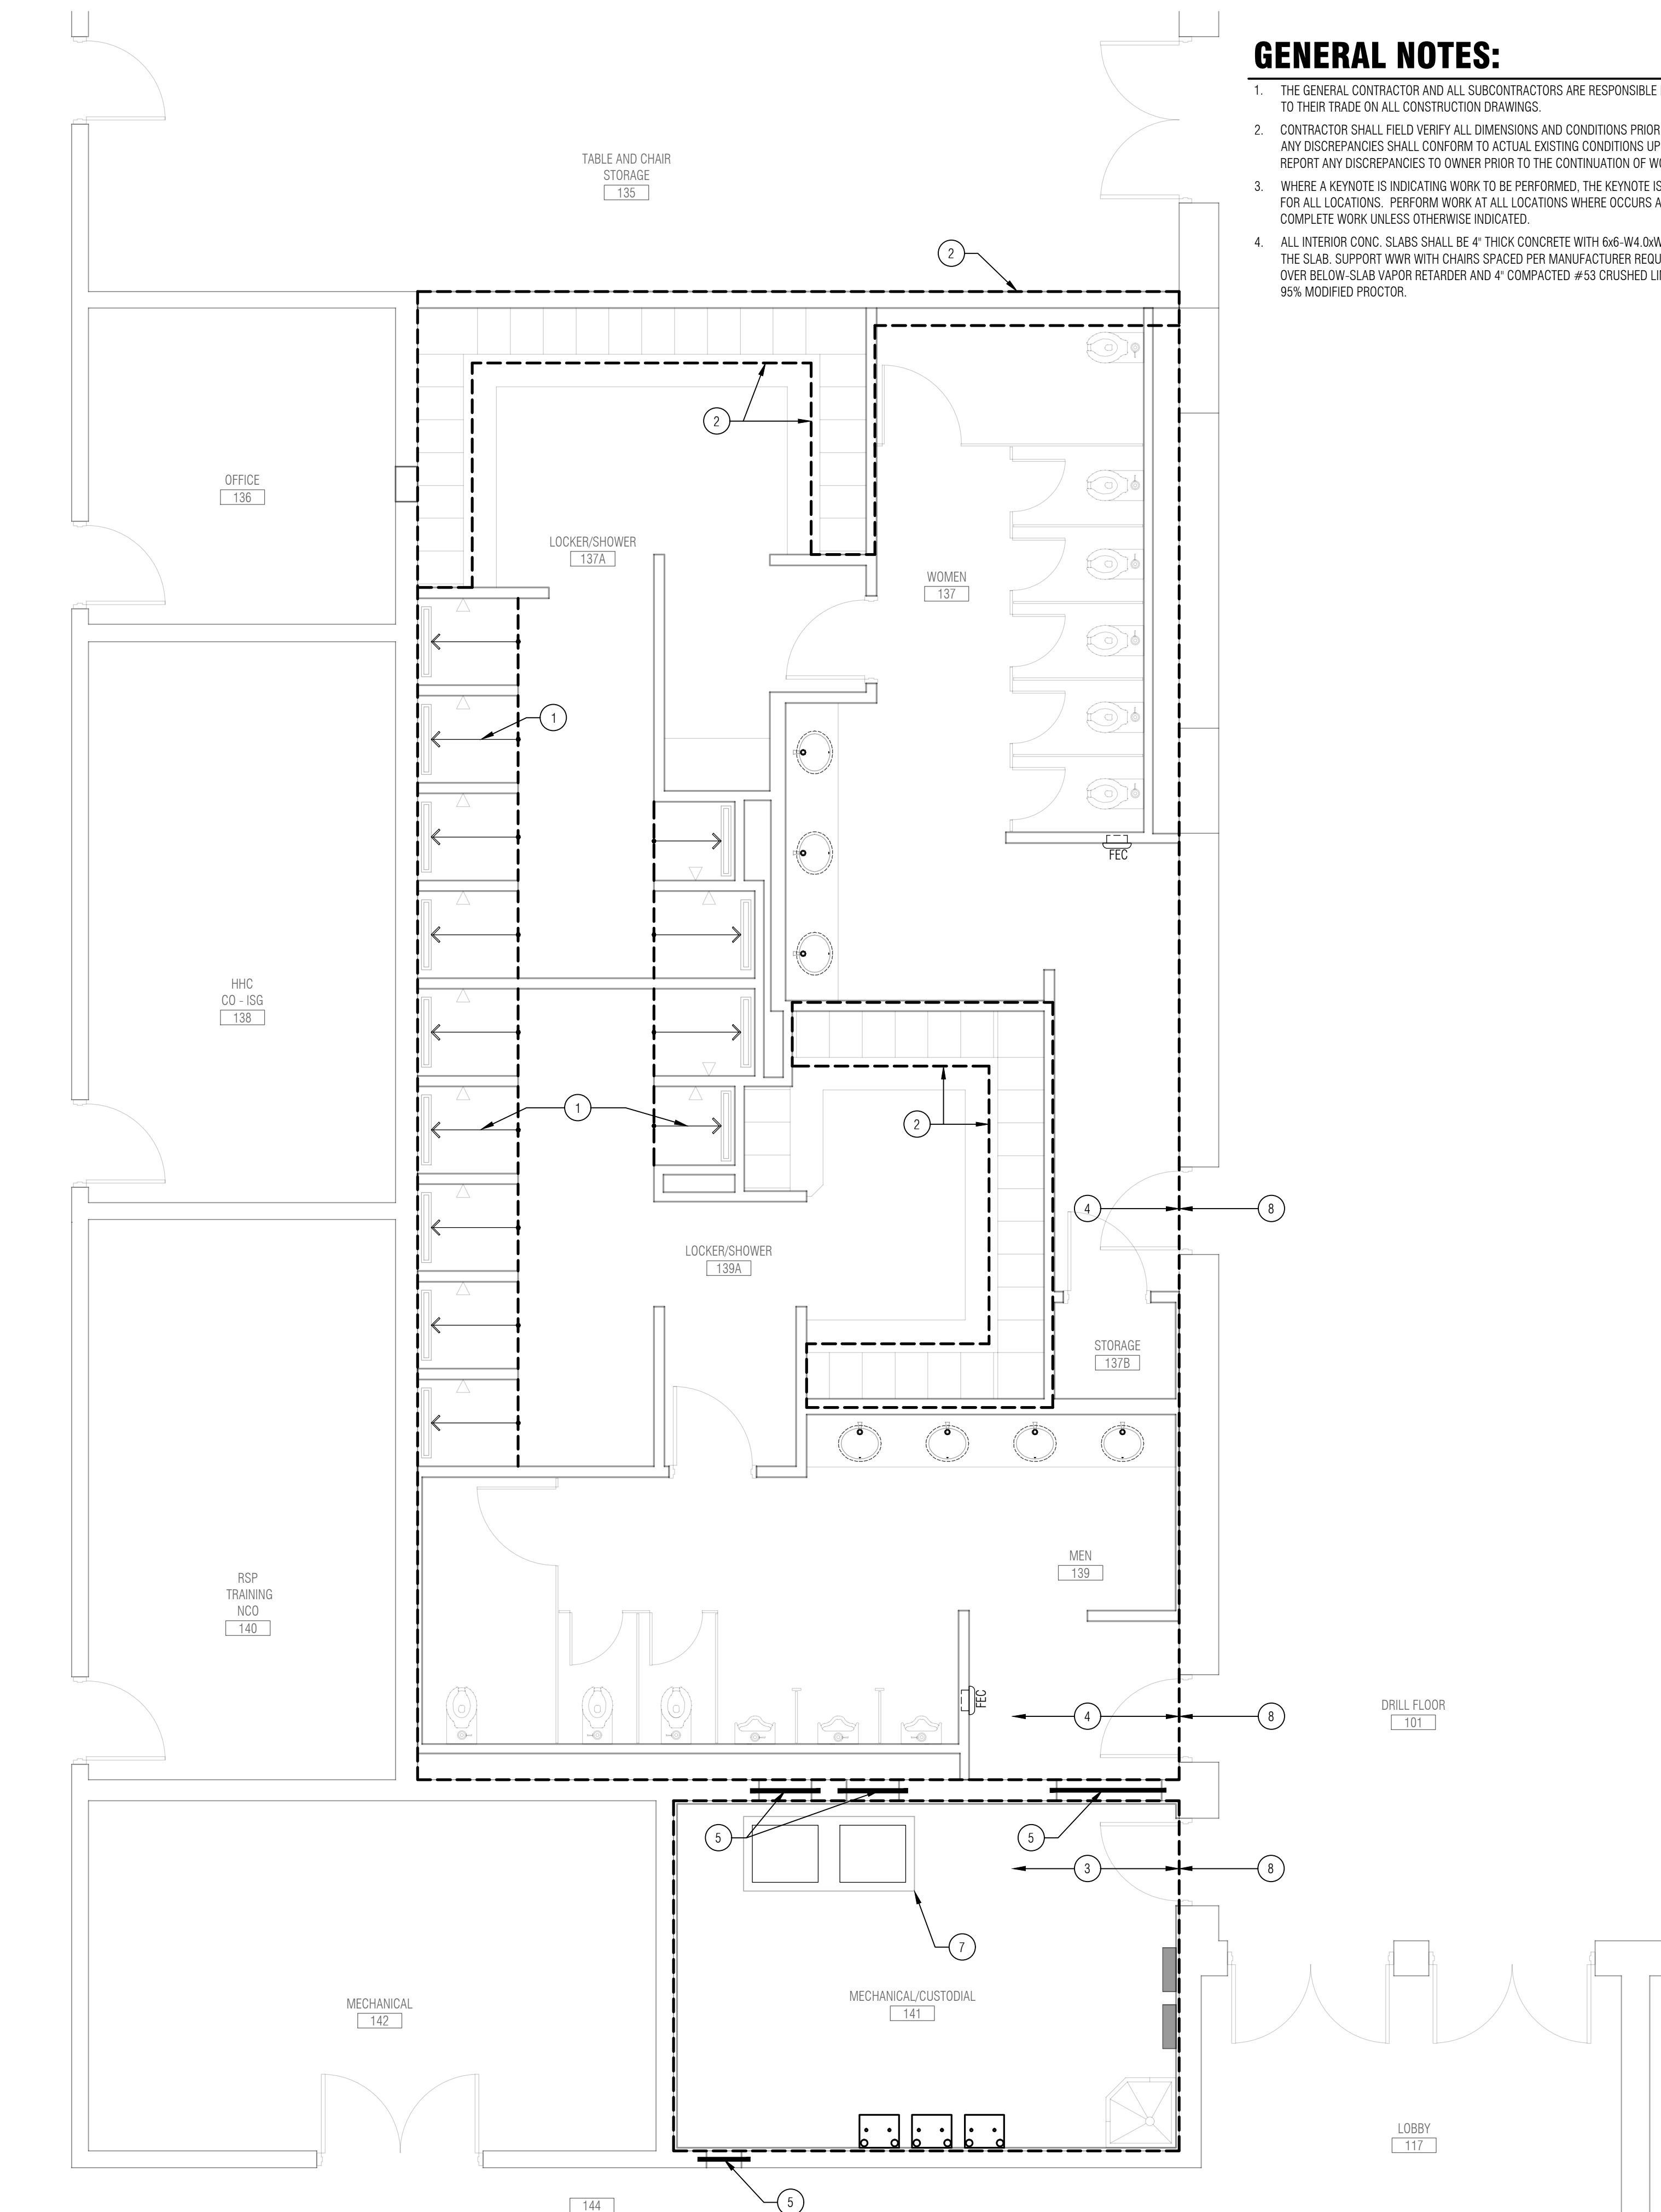 GENERAL NOTES:
1. THE GENERAL CONTRACTOR AND ALL SUBCONTRACTORS ARE RESPONSIBLE
TO THEIR TRADE ON ALL CONSTRUCTION DRAWINGS.
2. CONTRACTOR SHALL FIELD VERIFY ALL DIMENSIONS AND CONDITIONS PRIOR
ANY DISCREPANCIES SHALL CONFORM TO ACTUAL EXISTING CONDITIONS UP
REPORT ANY DISCREPANCIES TO OWNER PRIOR TO THE CONTINUATION OF W
3. WHERE A KEYNOTE IS INDICATING WORK TO BE PERFORMED, THE KEYNOTE IS
FOR ALL LOCATIONS. PERFORM WORK AT ALL LOCATIONS WHERE OCCURS A
COMPLETE WORK UNLESS OTHERWISE INDICATED.
4. ALL INTERIOR CONC. SLABS SHALL BE 4" THICK CONCRETE WITH 6x6-W4.0xW
THE SLAB. SUPPORT WWR WITH CHAIRS SPACED PER MANUFACTURER REQU
OVER BELOW-SLAB VAPOR RETARDER AND 4" COMPACTED #53 CRUSHED LI
95% MODIFIED PROCTOR.
TABLE AND CHAIR
STORAGE
135
2
2
OFFICE
136
LOCKER/SHOWER
137A
WOMEN
137
1
FEC
HHC
CO - ISG
138
1
2
4
8
LOCKER/SHOWER
139A
STORAGE
137B
MEN
139
RSP
TRAINING
NCO
140
FEC
4
8
DRILL FLOOR
101
5
5
3
8
7
MECHANICAL
142
MECHANICAL/CUSTODIAL
141
LOBBY
117
5
144